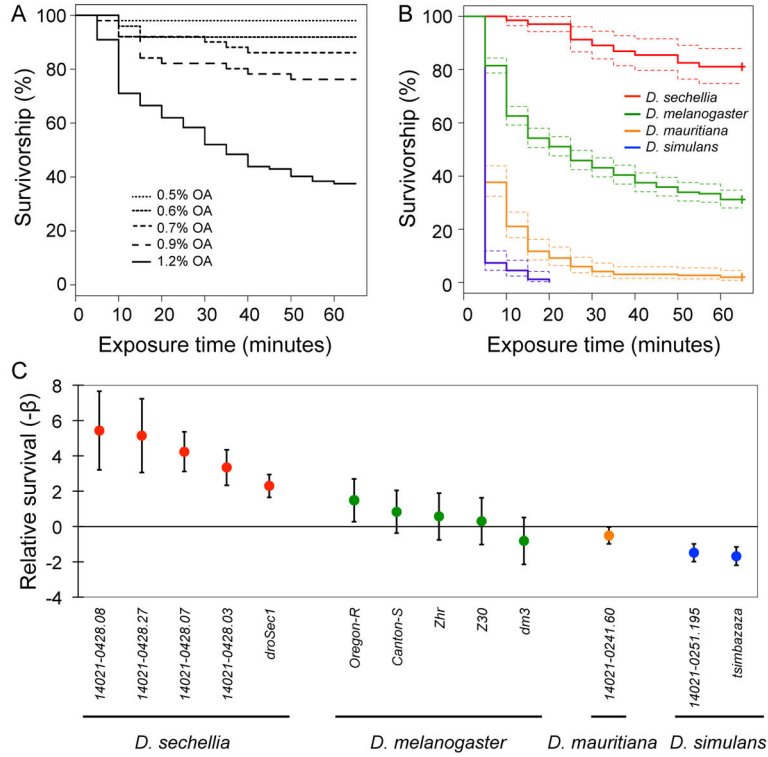 A
Survivorship (%)
100
80
60
40
20
0
0.5% OA
0.6% OA
0.7% OA
0.9% OA
1.2% OA
0 10 20 30 40 50 60
Exposure time (minutes)
B
Survivorship (%)
100
80
60
40
20
0
D. sechellia
D. melanogaster
D. mauritiana
D. simulans
0 10 20 30 40 50 60
Exposure time (minutes)
C
Relative survival (-β)
8
6
4
2
0
-2
-4
14021-0428.08
14021-0428.27
14021-0428.07
14021-0428.03
droSec1
Oregon-R
Canton-S
Zhr
Z30
dm3
14021-0241.60
14021-0251.195
tsimbazaza
D. sechellia
D. melanogaster
D. mauritiana
D. simulans